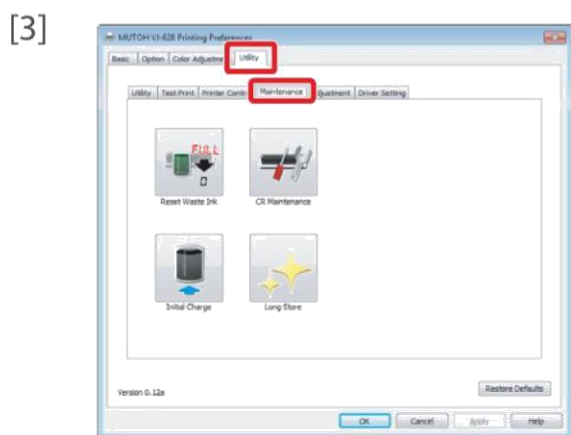 [3]
MUTOH VJ-628 Printing Preferences
Basic Option Color Adjustme Utility
Utility Test Print Printer Contr Maintenance djustment Driver Setting
FULL
0
Reset Waste Ink CR Maintenance
Initial Charge Long Store
Version 0.12a Restore Defaults
OK Cancel Apply Help